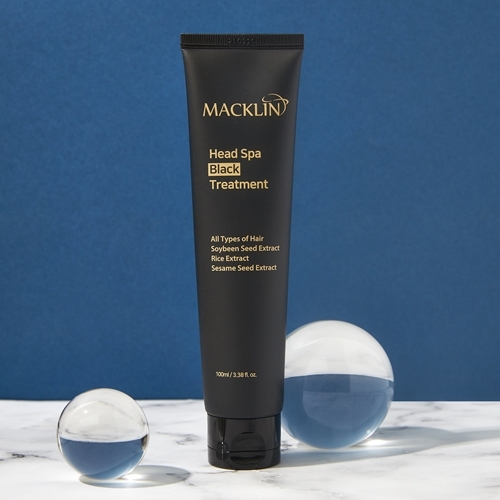 MACKLIN
Head Spa
Black
Treatment
All Types of Hair
Soybeen Seed Extract
Rice Extract
Sesame Seed Extract
100ml / 3.38 fl. oz.